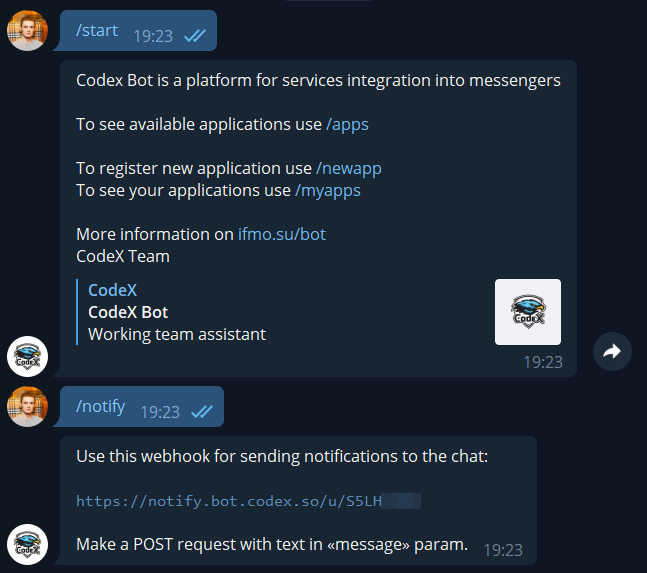 /start 19:23
Codex Bot is a platform for services integration into messengers
To see available applications use /apps
To register new application use /newapp
To see your applications use /myapps
More information on ifmo.su/bot
CodeX Team
CodeX
CodeX Bot
Working team assistant
CodeX
19:23
CodeX
/notify 19:23
Use this webhook for sending notifications to the chat:
https://notify.bot.codex.so/u/S5LH
Make a POST request with text in «message» param. 19:23
CodeX